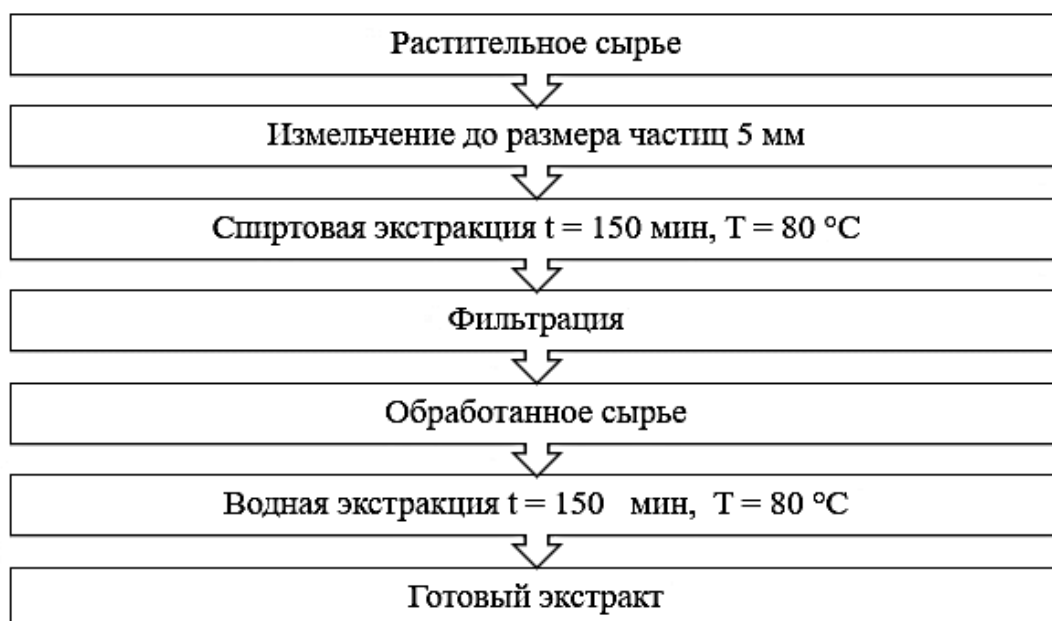 Растительное сырье
Измельчение до размера частиц 5 мм
Спиртовая экстракция t = 150 мин, T = 80 °C
Фильтрация
Обработанное сырье
Водная экстракция t = 150 мин, T = 80 °C
Готовый экстракт